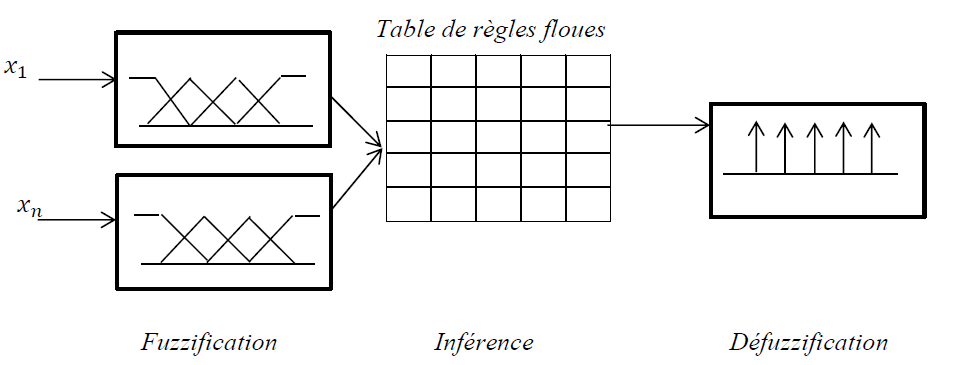 Table de règles floues
x₁
xₙ
Fuzzification
Inférence
Défuzzification